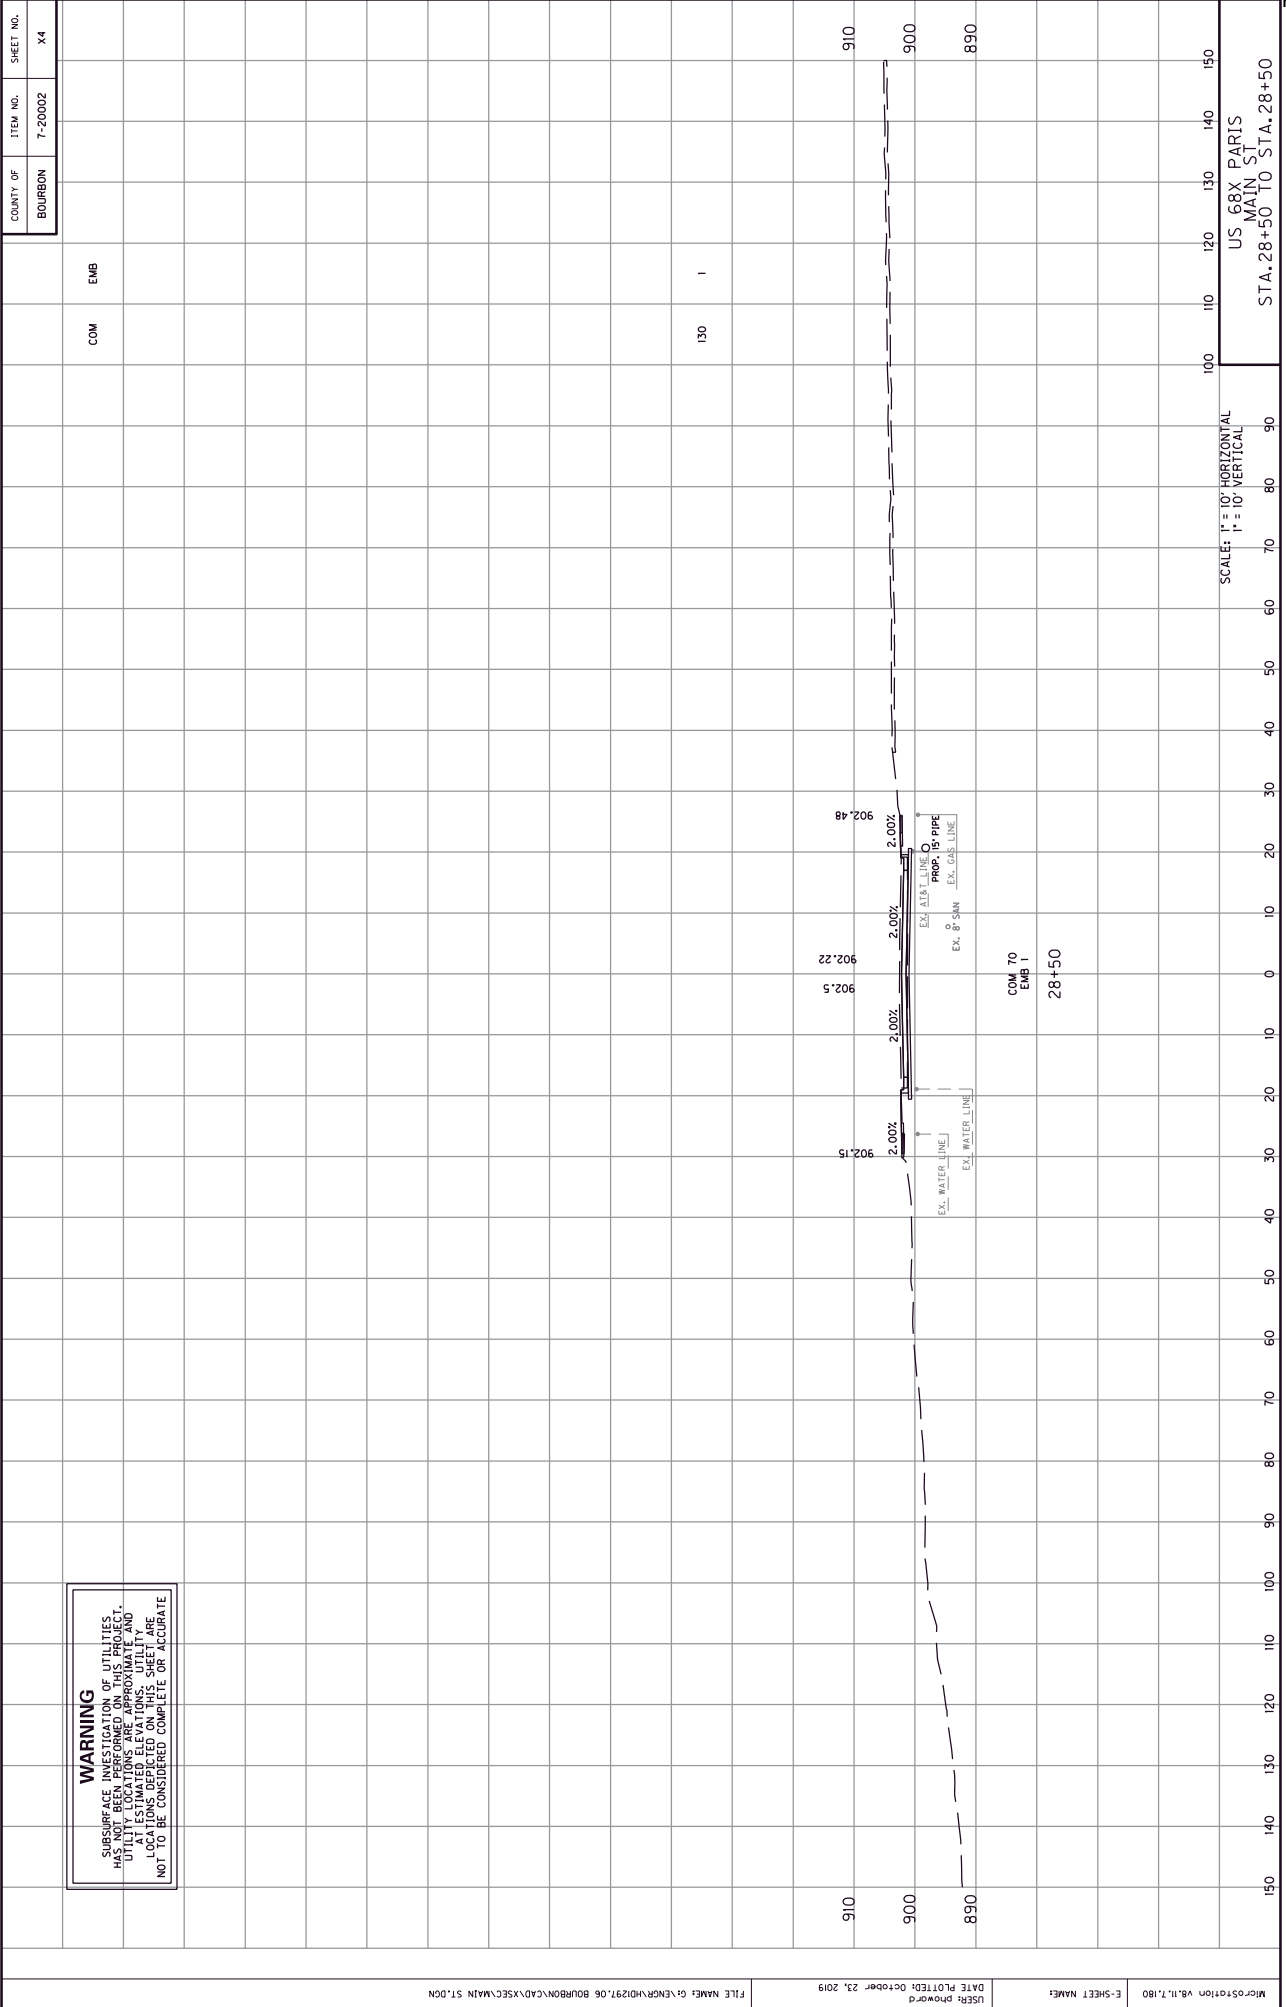 COUNTY OF ITEM NO. SHEET NO.
BOURBON 7-20002 X4
COM EMB
WARNING
SUBSURFACE INVESTIGATION OF UTILITIES
HAS NOT BEEN PERFORMED ON THIS PROJECT.
UTILITY LOCATIONS ARE APPROXIMATE AND
AT ESTIMATED ELEVATIONS. UTILITY
LOCATIONS DEPICTED ON THIS SHEET ARE
NOT TO BE CONSIDERED COMPLETE OR ACCURATE
130 1
910 910
900 900
890 890
902.15
902.5
902.22
902.48
2.00% 2.00% 2.00% 2.00%
EX. WATER LINE
EX. WATER LINE
EX. AT&T LINE
PROP. 15" PIPE
EX. GAS LINE
EX. 8" SAN
COM 70
EMB 1
28+50
SCALE: 1" = 10' HORIZONTAL
1" = 10' VERTICAL
150 140 130 120 110 100 90 80 70 60 50 40 30 20 10 0 10 20 30 40 50 60 70 80 90 100 110 120 130 140 150
US 68X PARIS
MAIN ST
STA. 28+50 TO STA. 28+50
MicroStation v8.11.7.180
E-SHEET NAME:
USER: phoward
DATE PLOTTED: October 23, 2019
FILE NAME: G:\ENGR\HD1297.06 BOURBON\CAD\XSEC\MAIN ST.DGN